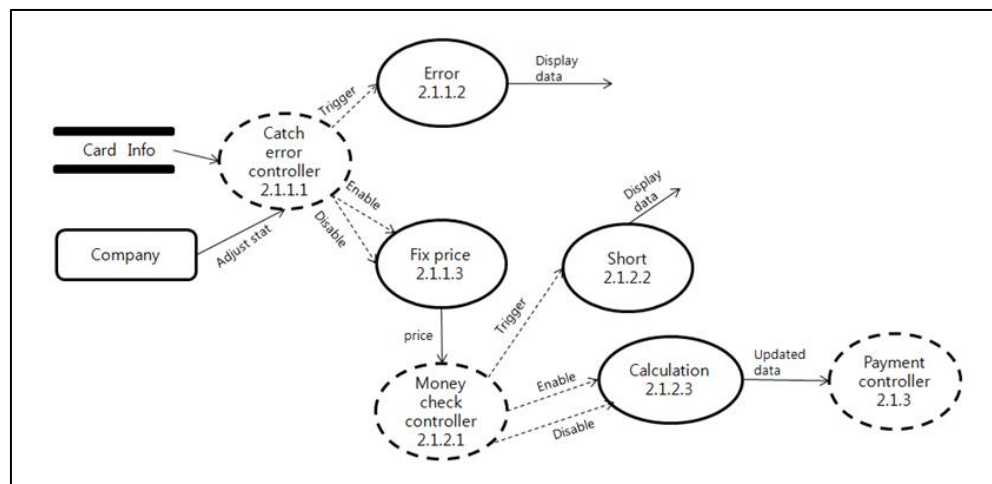 Error
2.1.1.2
Display
data
Trigger
Card Info
Catch
error
controller
2.1.1.1
Enable
Disable
Company
Adjust stat
Fix price
2.1.1.3
Display
data
Short
2.1.2.2
price
Trigger
Money
check
controller
2.1.2.1
Enable
Disable
Calculation
2.1.2.3
Updated
data
Payment
controller
2.1.3